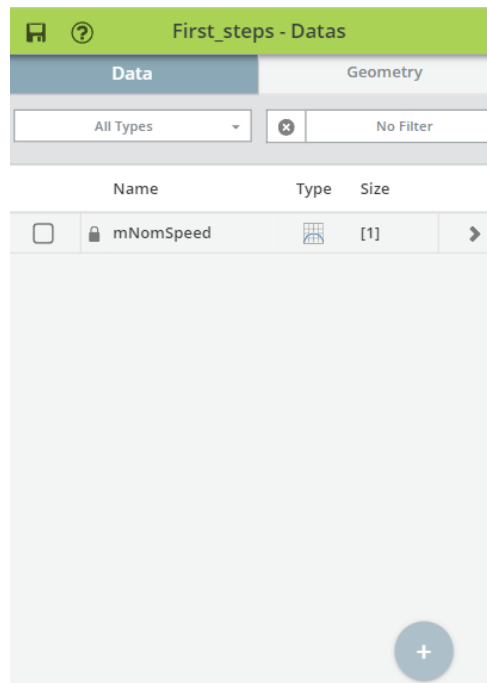 First_steps - Datas
Data Geometry
All Types No Filter
Name Type Size
mNomSpeed [1]